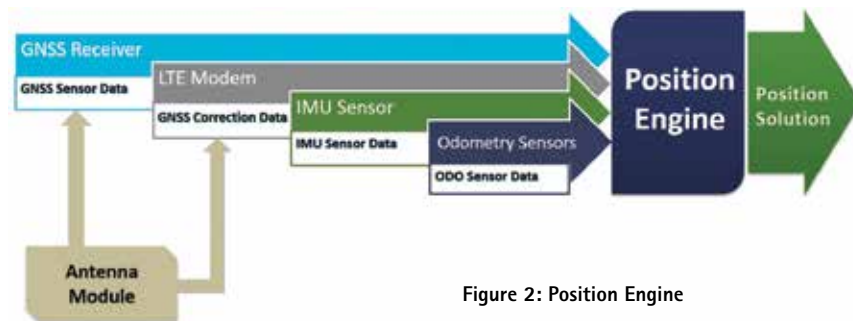 GNSS Receiver
GNSS Sensor Data
LTE Modem
GNSS Correction Data
IMU Sensor
IMU Sensor Data
Odometry Sensors
ODO Sensor Data
Position
Engine
Position
Solution
Antenna
Module
Figure 2: Position Engine